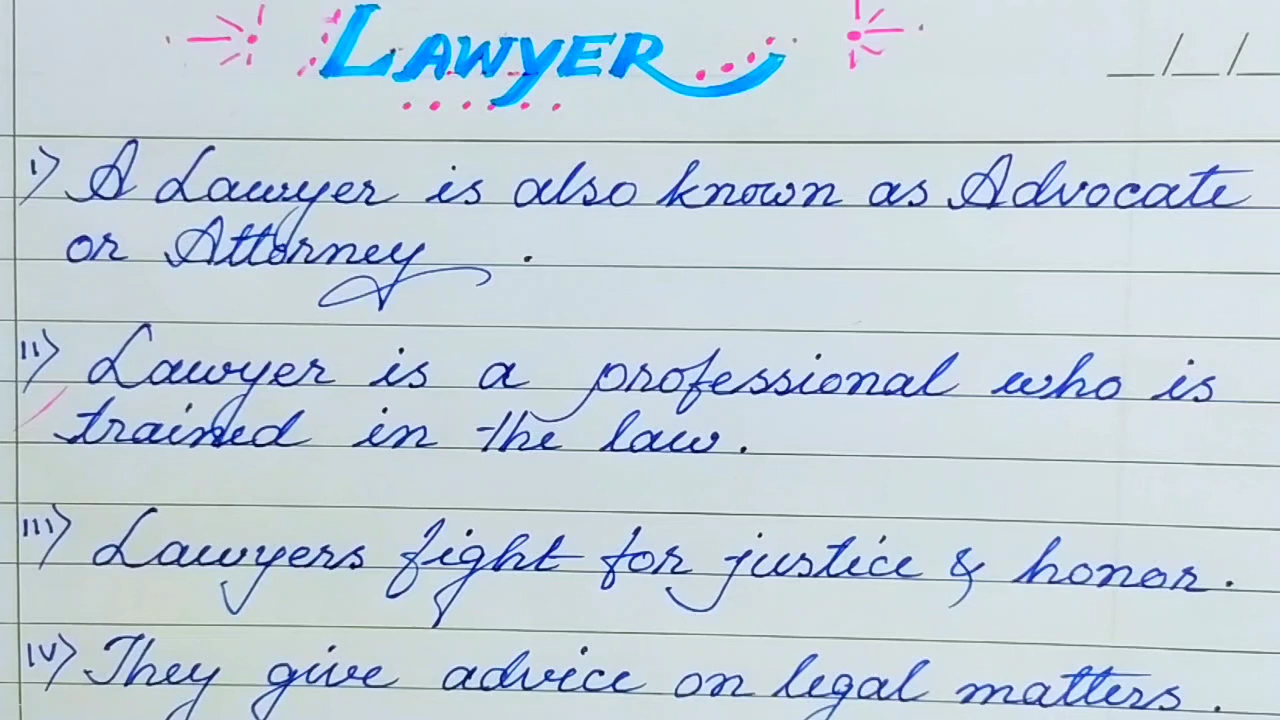 LAWYER
_/_/_
i) A Lawyer is also known as Advocate
or Attorney .
ii) Lawyer is a professional who is
trained in the law.
iii) Lawyers fight for justice & honor.
iv) They give advice on legal matters.